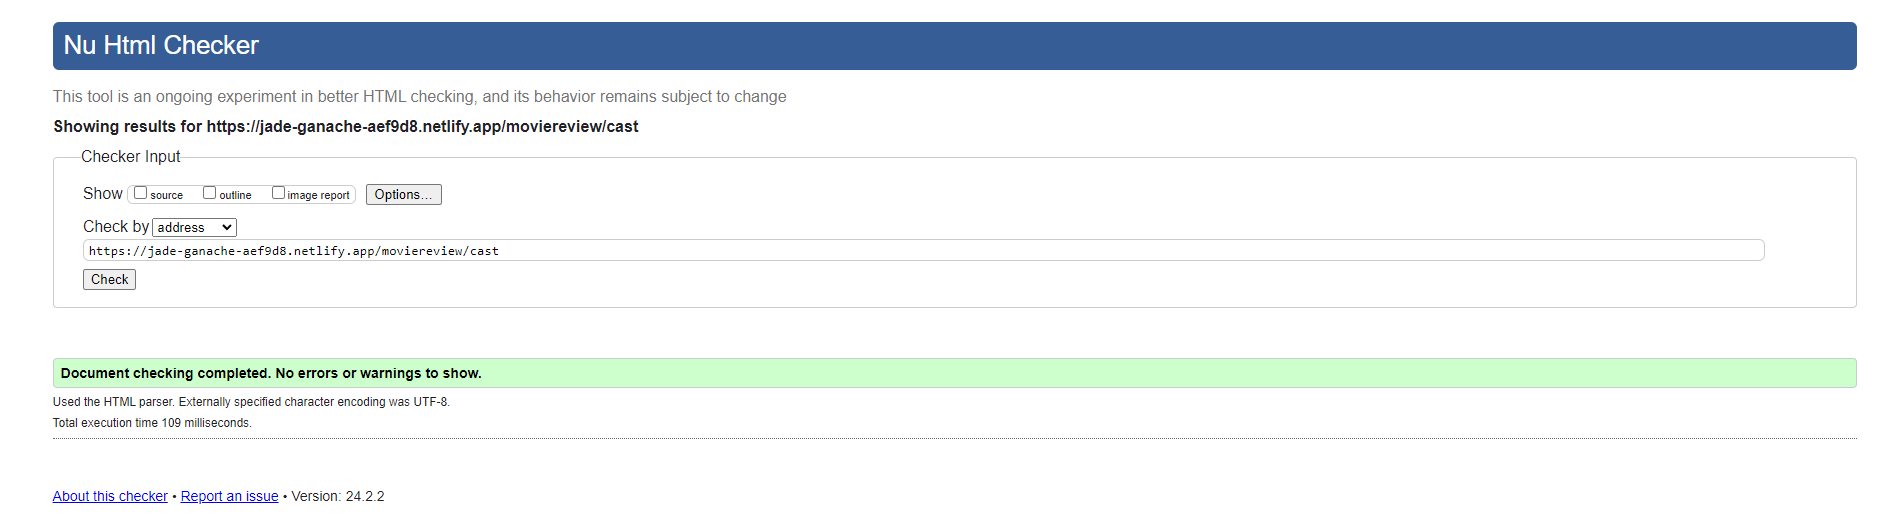 Nu Html Checker
This tool is an ongoing experiment in better HTML checking, and its behavior remains subject to change
Showing results for https://jade-ganache-aef9d8.netlify.app/moviereview/cast
Checker Input
Show source outline image report Options...
Check by address
https://jade-ganache-aef9d8.netlify.app/moviereview/cast
Check
Document checking completed. No errors or warnings to show.
Used the HTML parser. Externally specified character encoding was UTF-8.
Total execution time 109 milliseconds.
About this checker • Report an issue • Version: 24.2.2